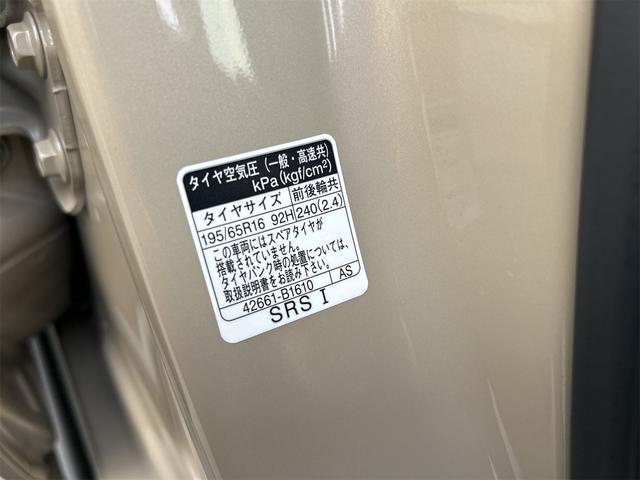 タイヤ空気圧（一般・高速共）
kPa(kgf/cm²)
タイヤサイズ 前後輪共
195/65R16 92H 240(2.4)
この車両にはスペアタイヤが
搭載されていません。
タイヤパンク時の処置については、
取扱説明書をお読み下さい。
42661-B1610 AS
SRS I